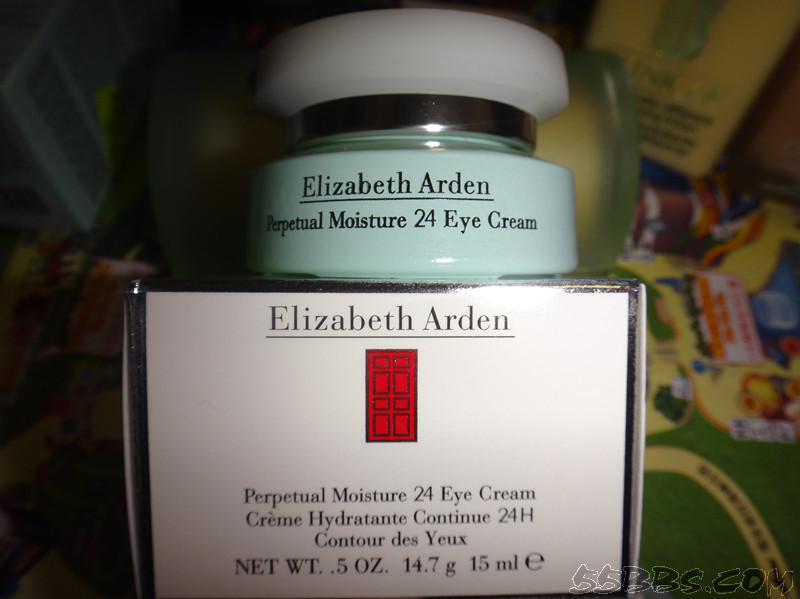 Elizabeth Arden
Perpetual Moisture 24 Eye Cream
Elizabeth Arden
Perpetual Moisture 24 Eye Cream
Crème Hydratante Continue 24H
Contour des Yeux
NET WT. .5 OZ. 14.7 g 15 ml ℮
55BBS.COM